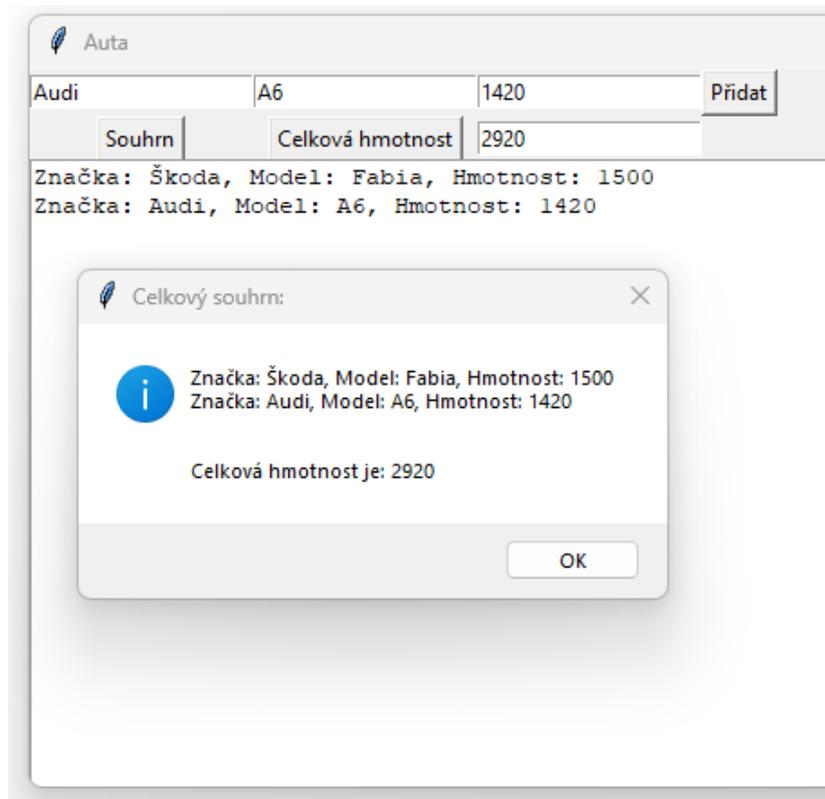 Auta
Audi A6 1420 Přidat
Souhrn Celková hmotnost 2920
Značka: Škoda, Model: Fabia, Hmotnost: 1500
Značka: Audi, Model: A6, Hmotnost: 1420
Celkový souhrn:
Značka: Škoda, Model: Fabia, Hmotnost: 1500
Značka: Audi, Model: A6, Hmotnost: 1420
Celková hmotnost je: 2920
OK